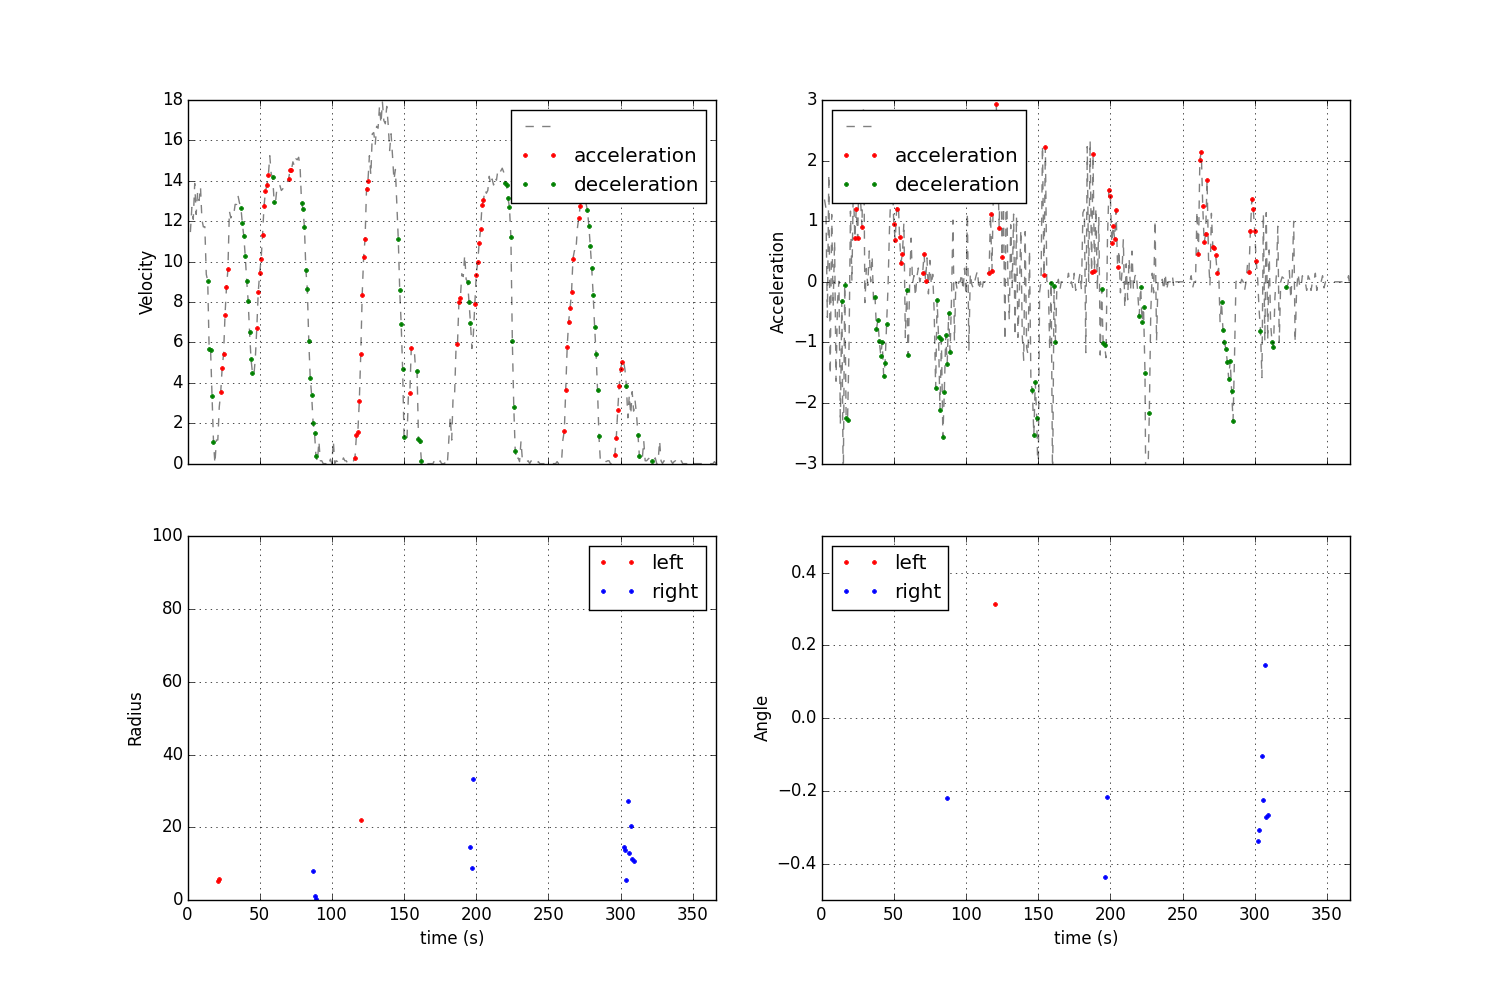 18
16
14
12
10
8
6
4
2
0
Velocity
acceleration
deceleration
3
2
1
0
−1
−2
−3
Acceleration
acceleration
deceleration
100
80
60
40
20
0
Radius
left
right
0 50 100 150 200 250 300 350
time (s)
0.4
0.2
0.0
−0.2
−0.4
Angle
left
right
0 50 100 150 200 250 300 350
time (s)